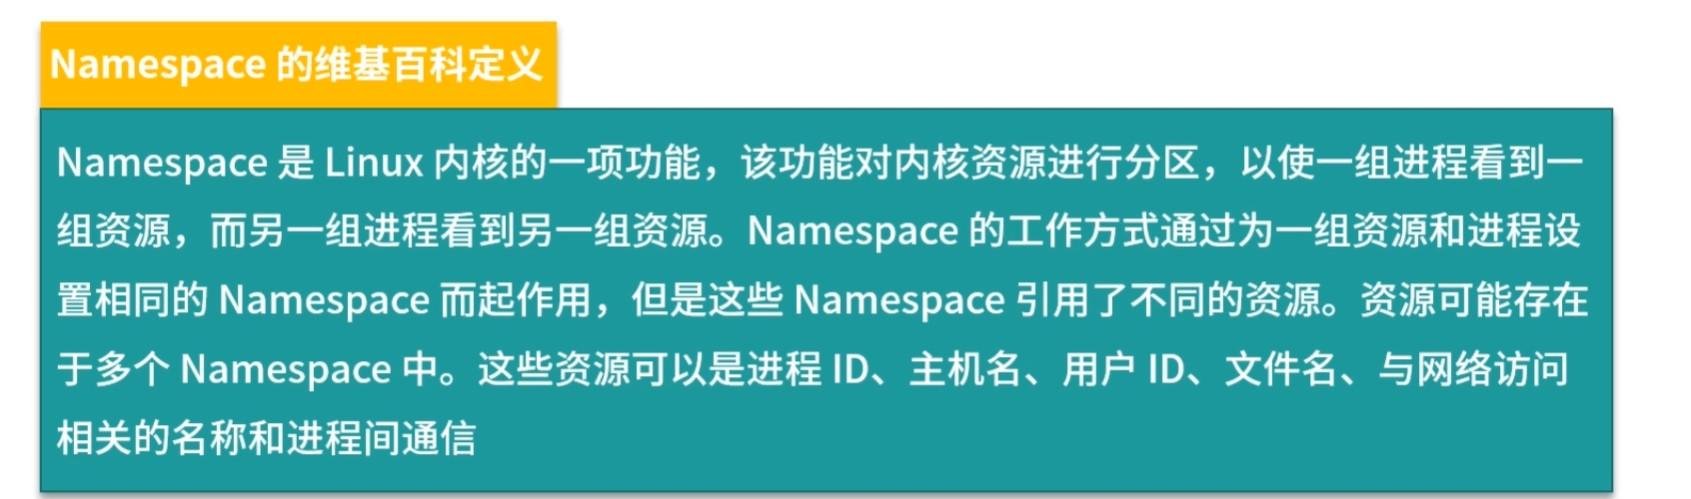 Namespace 的维基百科定义
Namespace 是 Linux 内核的一项功能，该功能对内核资源进行分区，以使一组进程看到一
组资源，而另一组进程看到另一组资源。Namespace 的工作方式通过为一组资源和进程设
置相同的 Namespace 而起作用，但是这些 Namespace 引用了不同的资源。资源可能存在
于多个 Namespace 中。这些资源可以是进程 ID、主机名、用户 ID、文件名、与网络访问
相关的名称和进程间通信